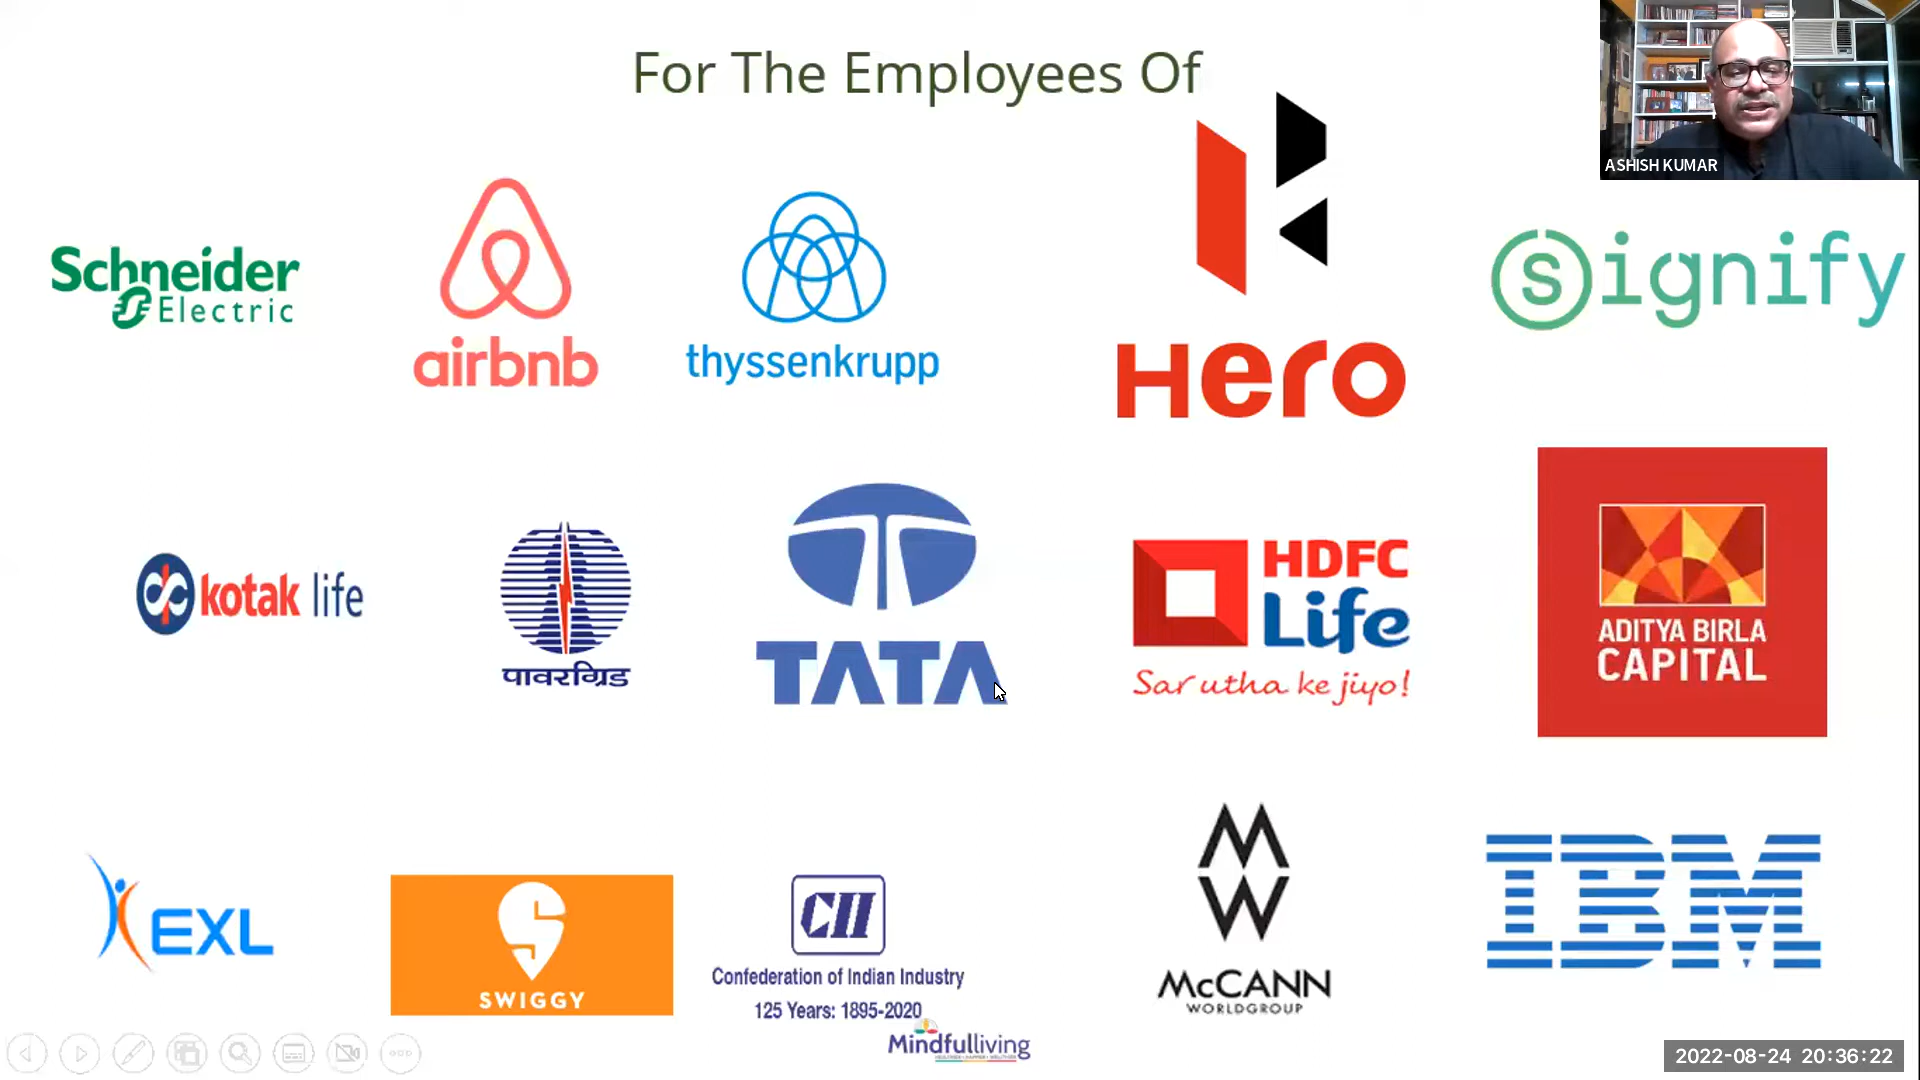 For The Employees Of
ASHISH KUMAR
Schneider
Electric
airbnb
thyssenkrupp
Hero
signify
kotak life
पावरग्रिड
TATA
HDFC
Life
Sar utha ke jiyo!
ADITYA BIRLA
CAPITAL
EXL
SWIGGY
CII
Confederation of Indian Industry
125 Years: 1895-2020
McCANN
WORLDGROUP
IBM
Mindfulliving
2022-08-24 20:36:22